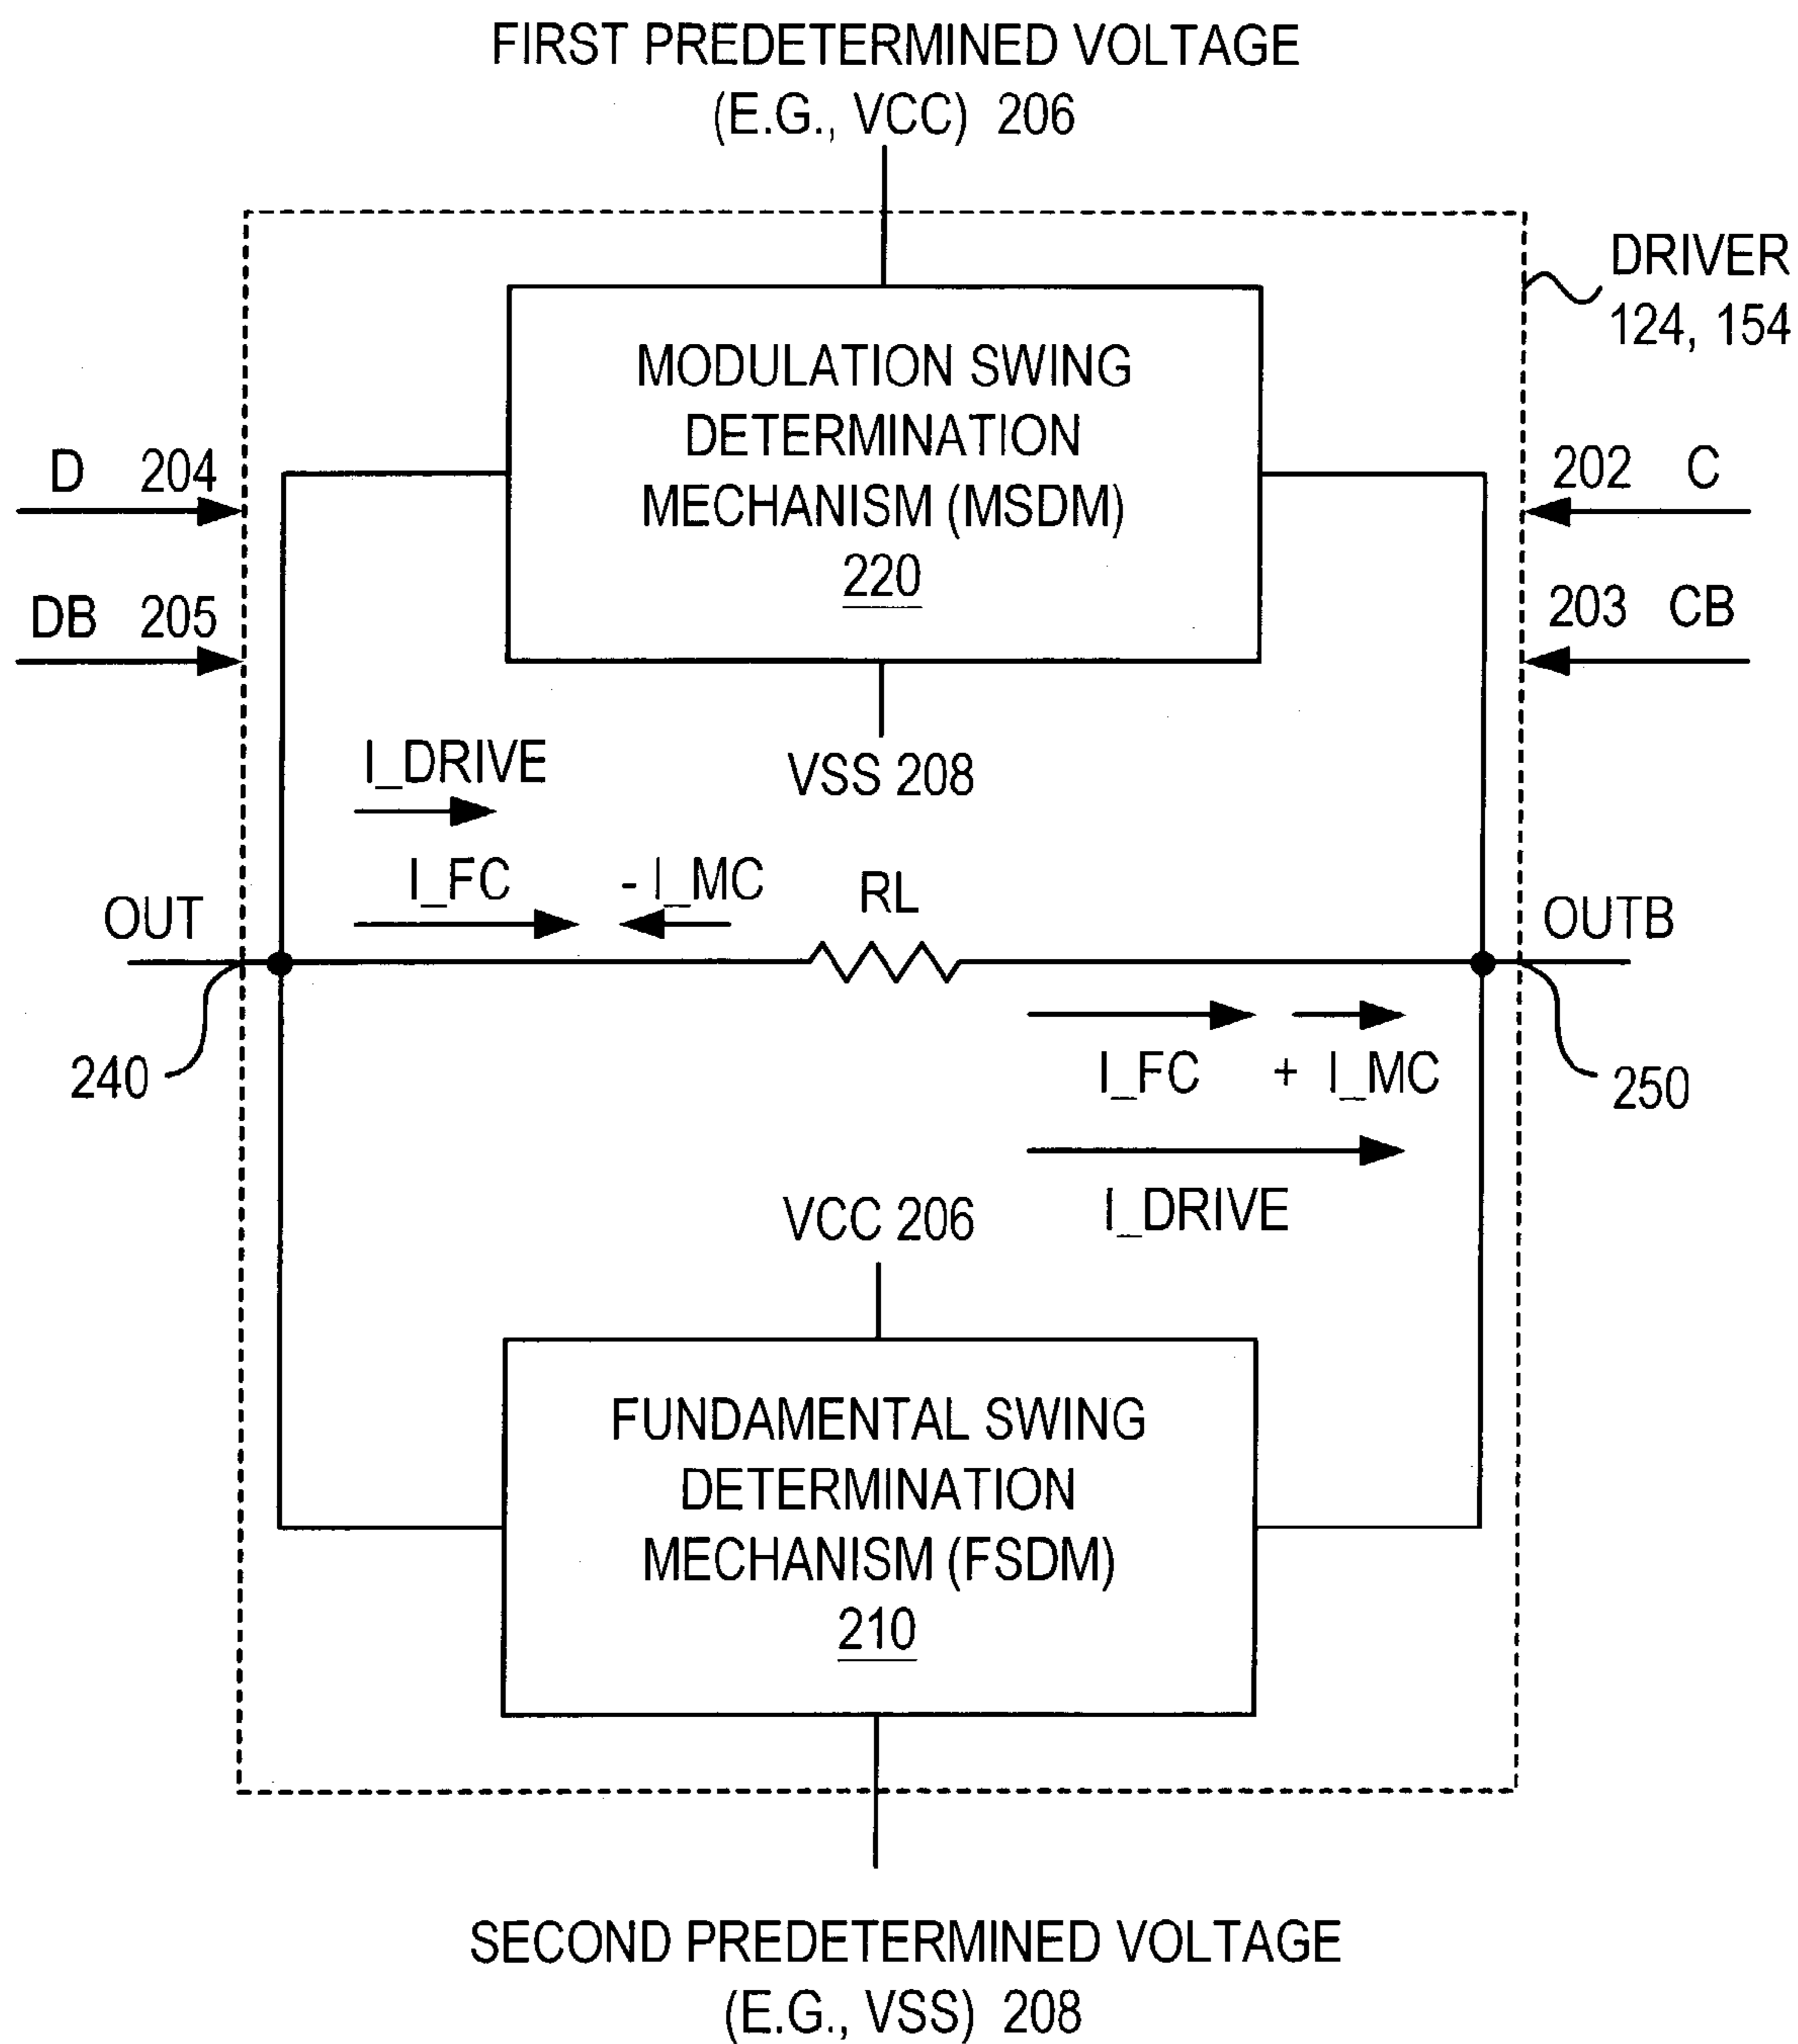 FIRST PREDETERMINED VOLTAGE
(E.G., VCC) 206
DRIVER
124, 154
MODULATION SWING
DETERMINATION
MECHANISM (MSDM)
220
D 204
DB 205
202 C
203 CB
VSS 208
I_DRIVE
I_FC - I_MC
RL
OUT
OUTB
240
250
I_FC + I_MC
I_DRIVE
VCC 206
FUNDAMENTAL SWING
DETERMINATION
MECHANISM (FSDM)
210
SECOND PREDETERMINED VOLTAGE
(E.G., VSS) 208